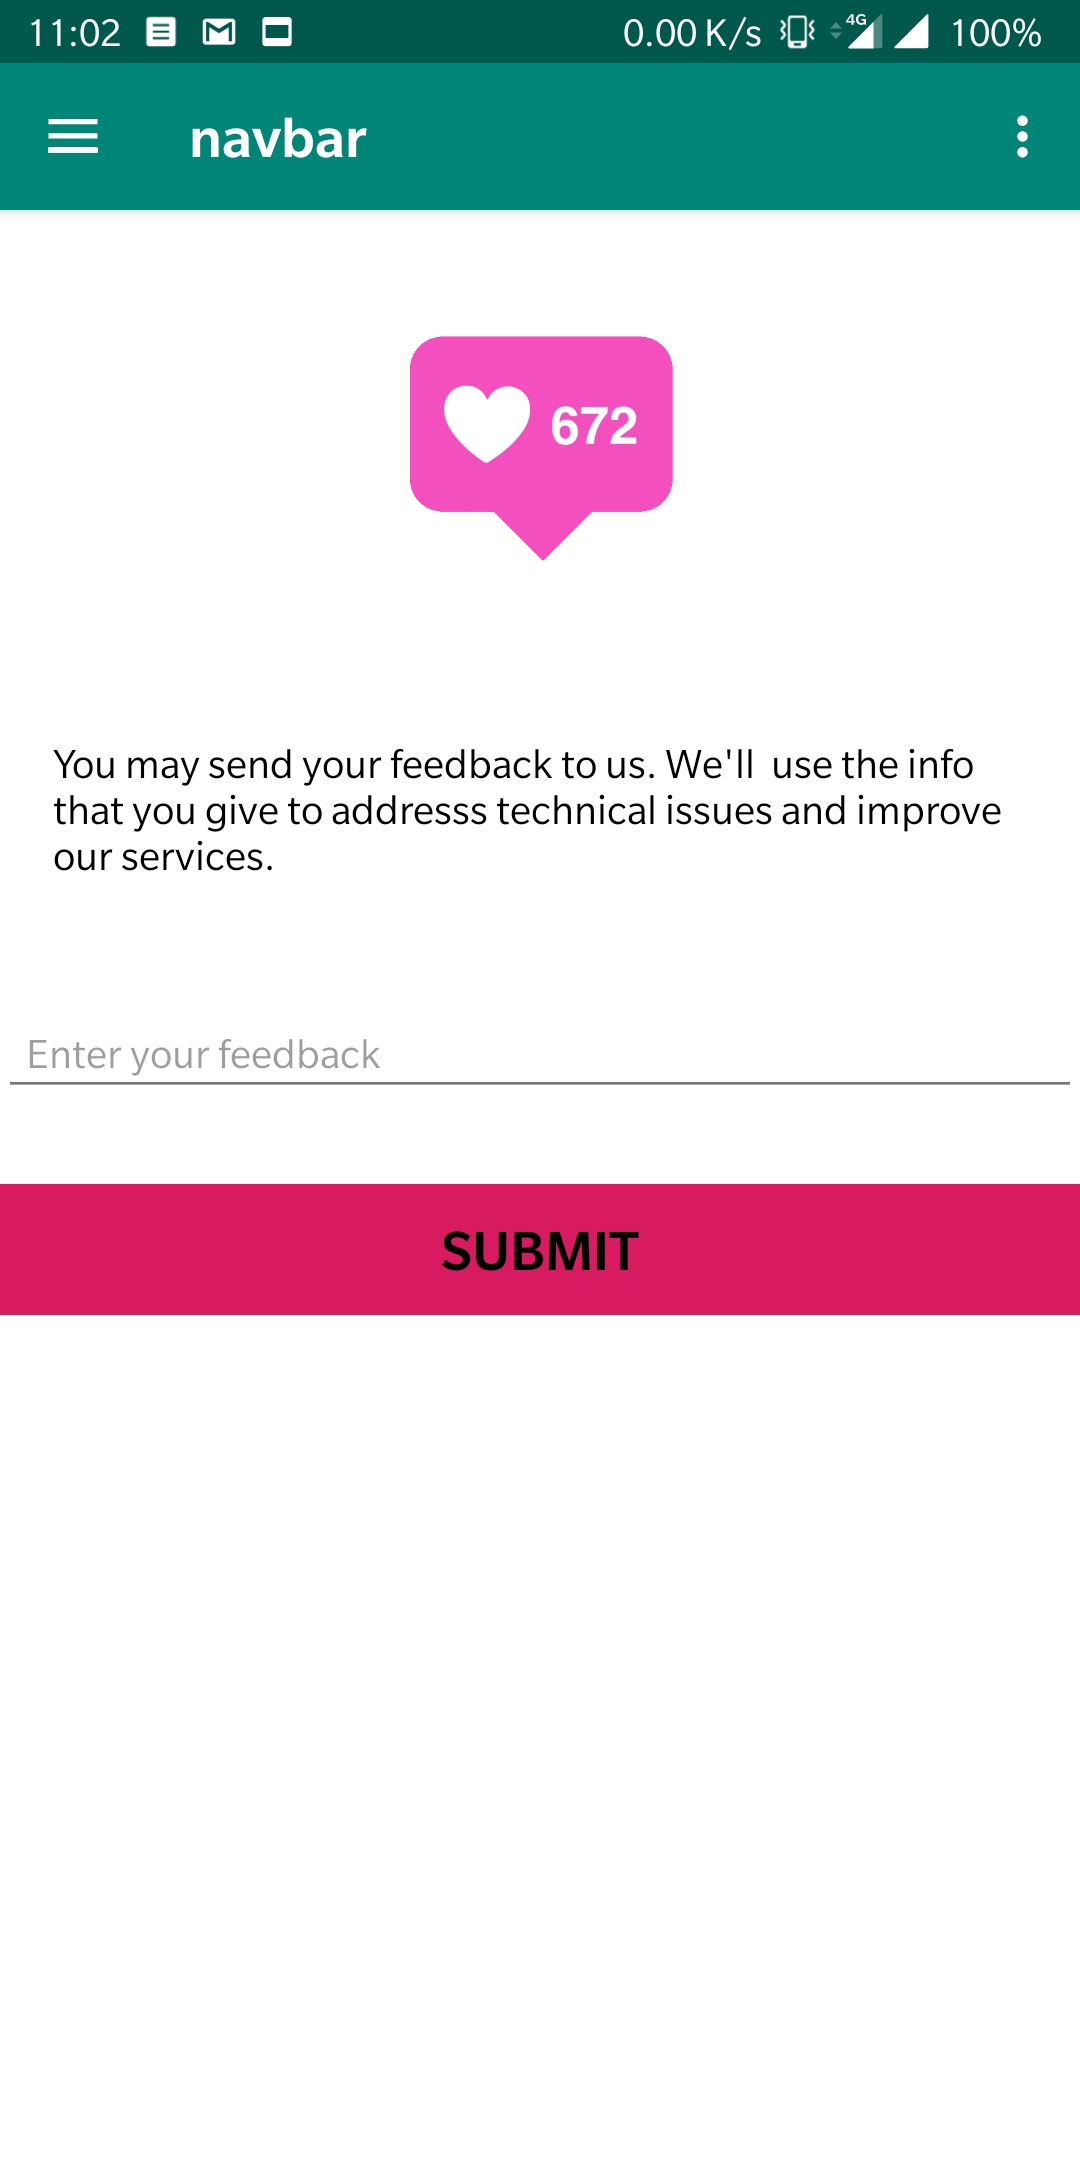 11:02 0.00 K/s 4G 100%
navbar
672
You may send your feedback to us. We'll  use the info
that you give to addresss technical issues and improve
our services.
Enter your feedback
SUBMIT